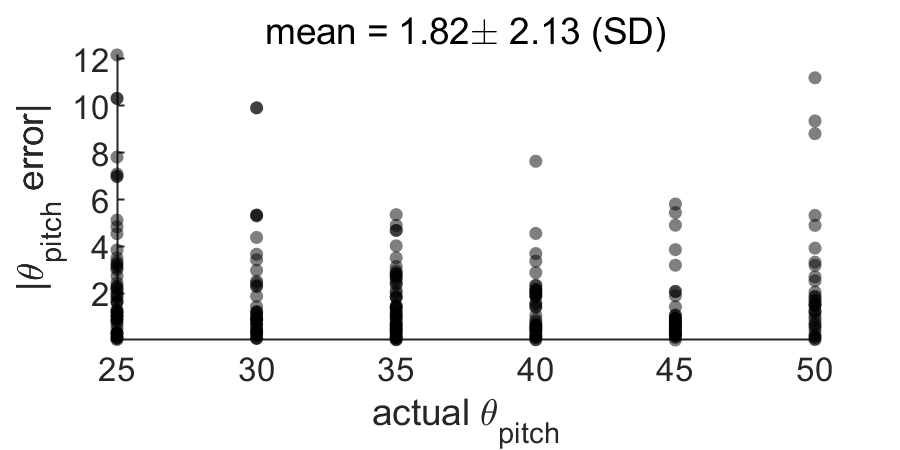 mean = 1.82± 2.13 (SD)
12
10
8
6
4
2
|θpitch error|
25 30 35 40 45 50
actual θpitch